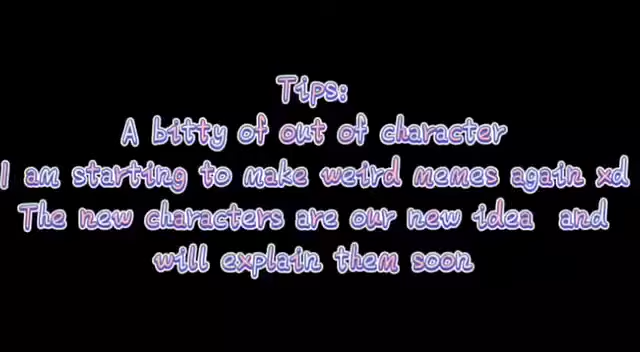 Tips:
A bitty of out of character
I am starting to make weird memes again xd
The new characters are our new idea and
will explain them soon